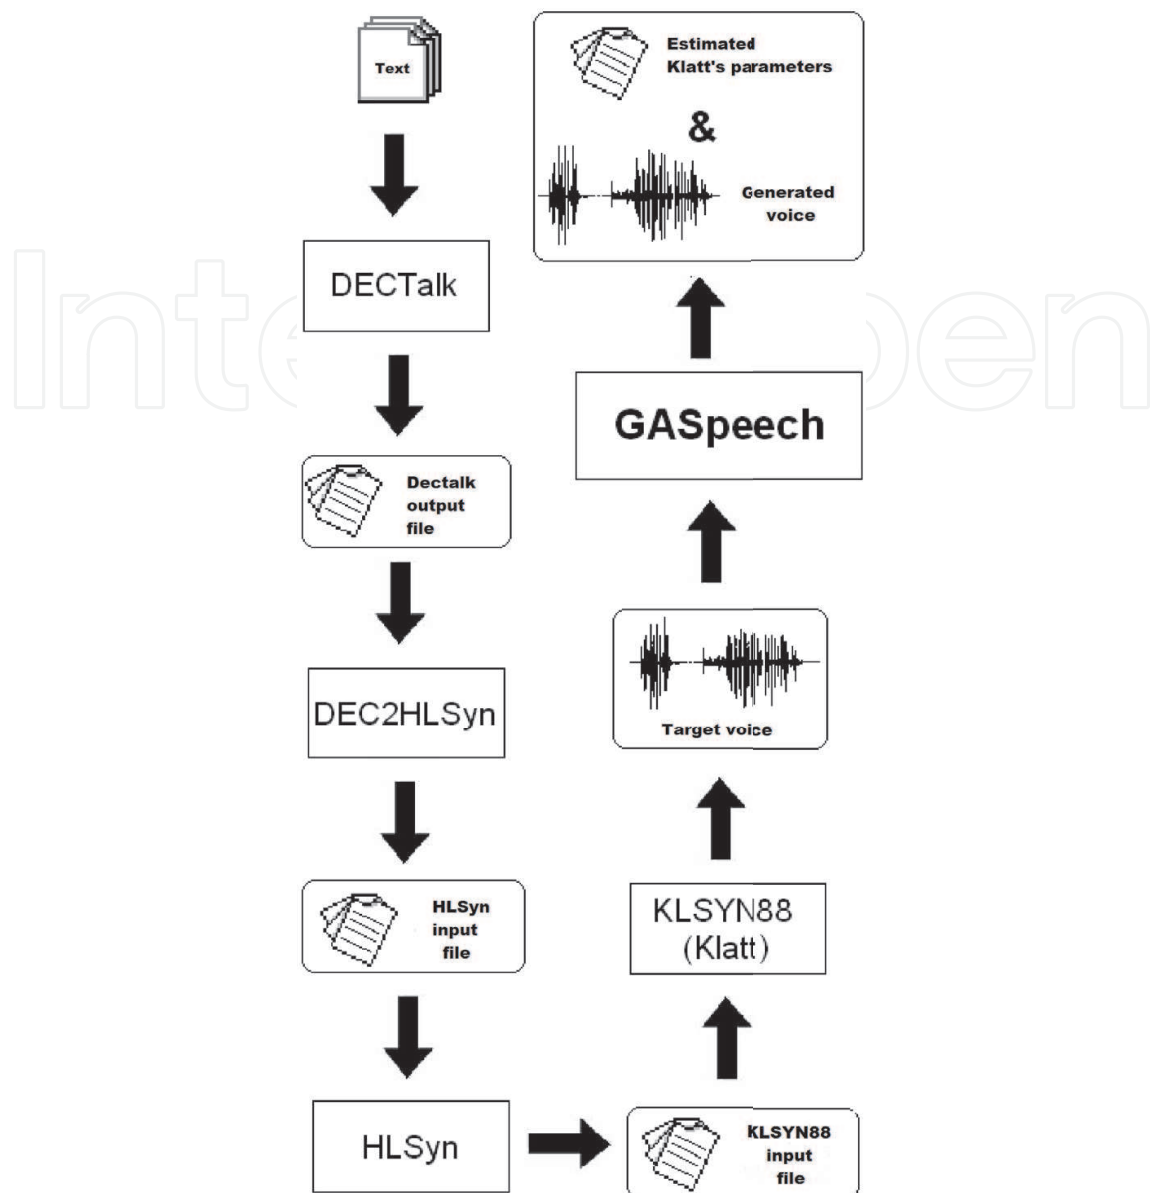 Text
DECTalk
Dectalk
output
file
DEC2HLSyn
HLSyn
input
file
HLSyn
KLSYN88
input
file
KLSYN88
(Klatt)
Target voice
GASpeech
Estimated
Klatt's parameters
&
Generated
voice